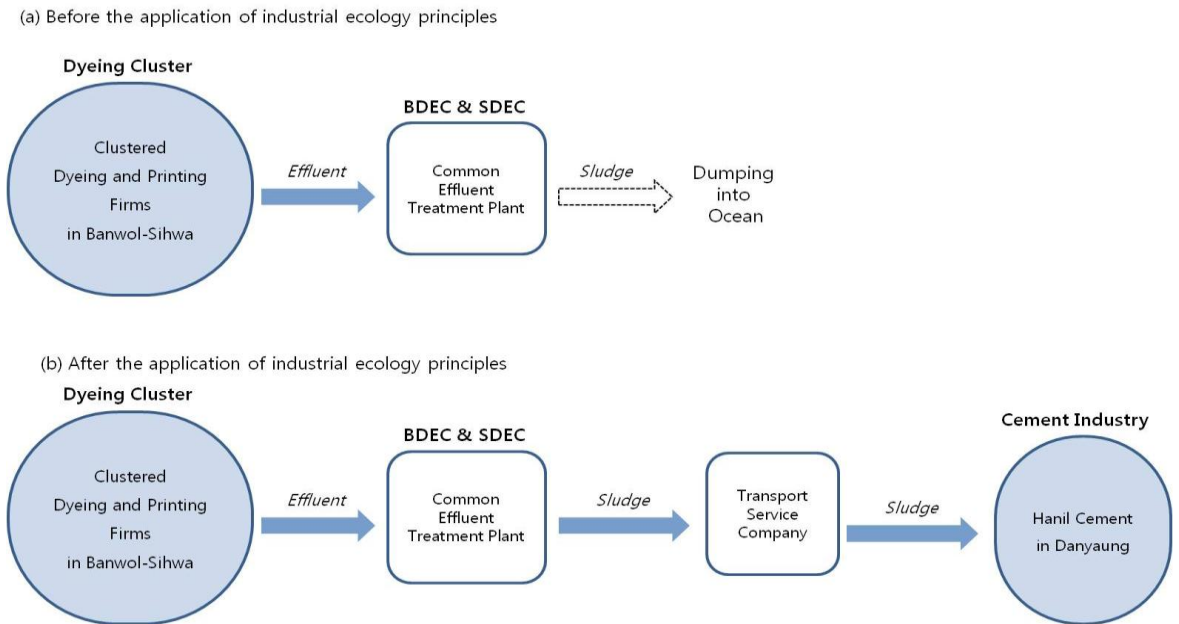 (a) Before the application of industrial ecology principles
Dyeing Cluster
Clustered
Dyeing and Printing
Firms
in Banwol-Sihwa
Effluent
BDEC & SDEC
Common
Effluent
Treatment Plant
Sludge
Dumping
into
Ocean
(b) After the application of industrial ecology principles
Dyeing Cluster
Clustered
Dyeing and Printing
Firms
in Banwol-Sihwa
Effluent
BDEC & SDEC
Common
Effluent
Treatment Plant
Sludge
Transport
Service
Company
Sludge
Cement Industry
Hanil Cement
in Danyaung